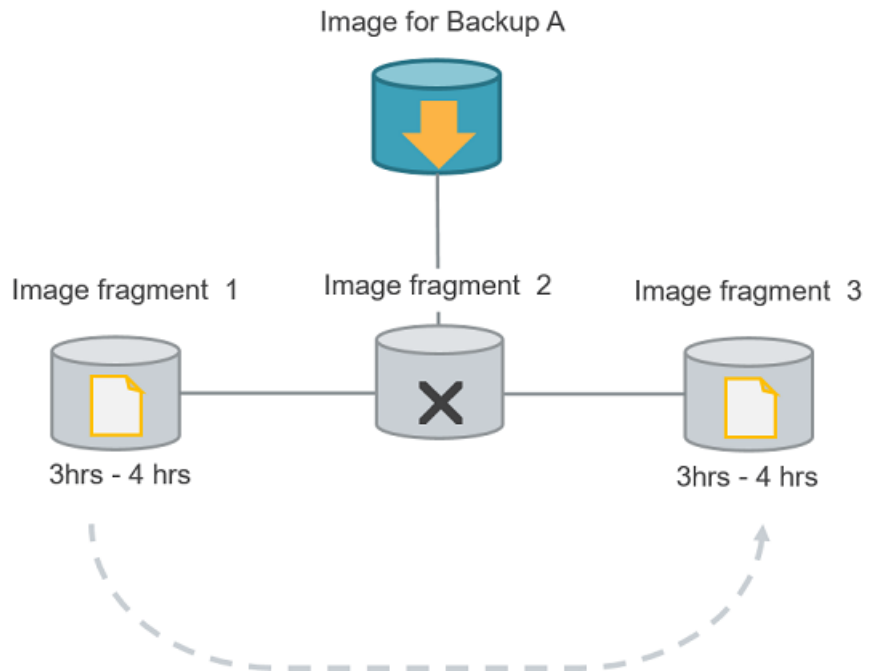 Image for Backup A
Image fragment 1
Image fragment 2
Image fragment 3
3hrs - 4 hrs
3hrs - 4 hrs